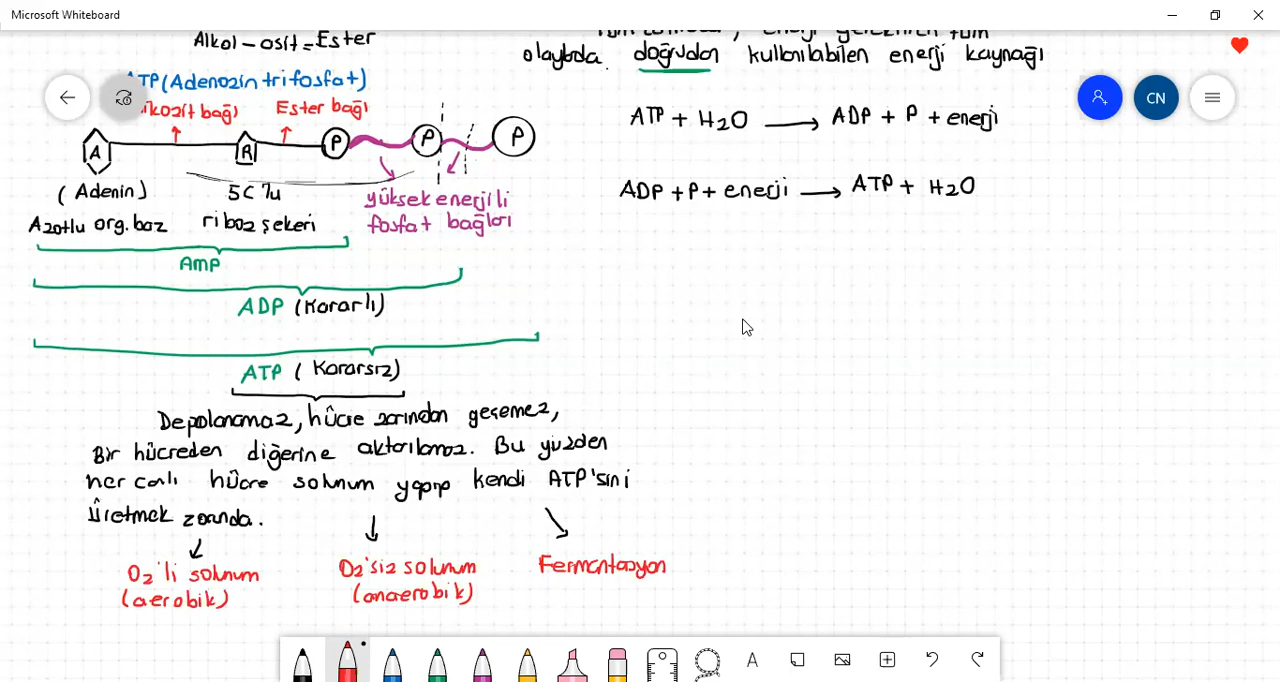 Microsoft Whiteboard
Alkol-asit=Ester
olaylarda doğrudan kullanılabilen enerji kaynağı
ATP (Adenozin trifosfat)
Ester bağı
ATP + H2O → ADP + P + enerji
A
R
P
P
P
CN
(Adenin)
5C'lu
yüksek enerjili
ADP + P + enerji → ATP + H2O
Azotlu org. baz
riboz şekeri
fosfat bağları
AMP
ADP (Kararlı)
ATP (Kararsız)
Depolanamaz, hücre zarından geçemez,
Bir hücreden diğerine aktarılamaz. Bu yüzden
her canlı hücre solunum yapıp kendi ATP'sini
üretmek zorunda.
O2'li solunum
(aerobik)
O2'siz solunum
(anaerobik)
Fermantasyon
A